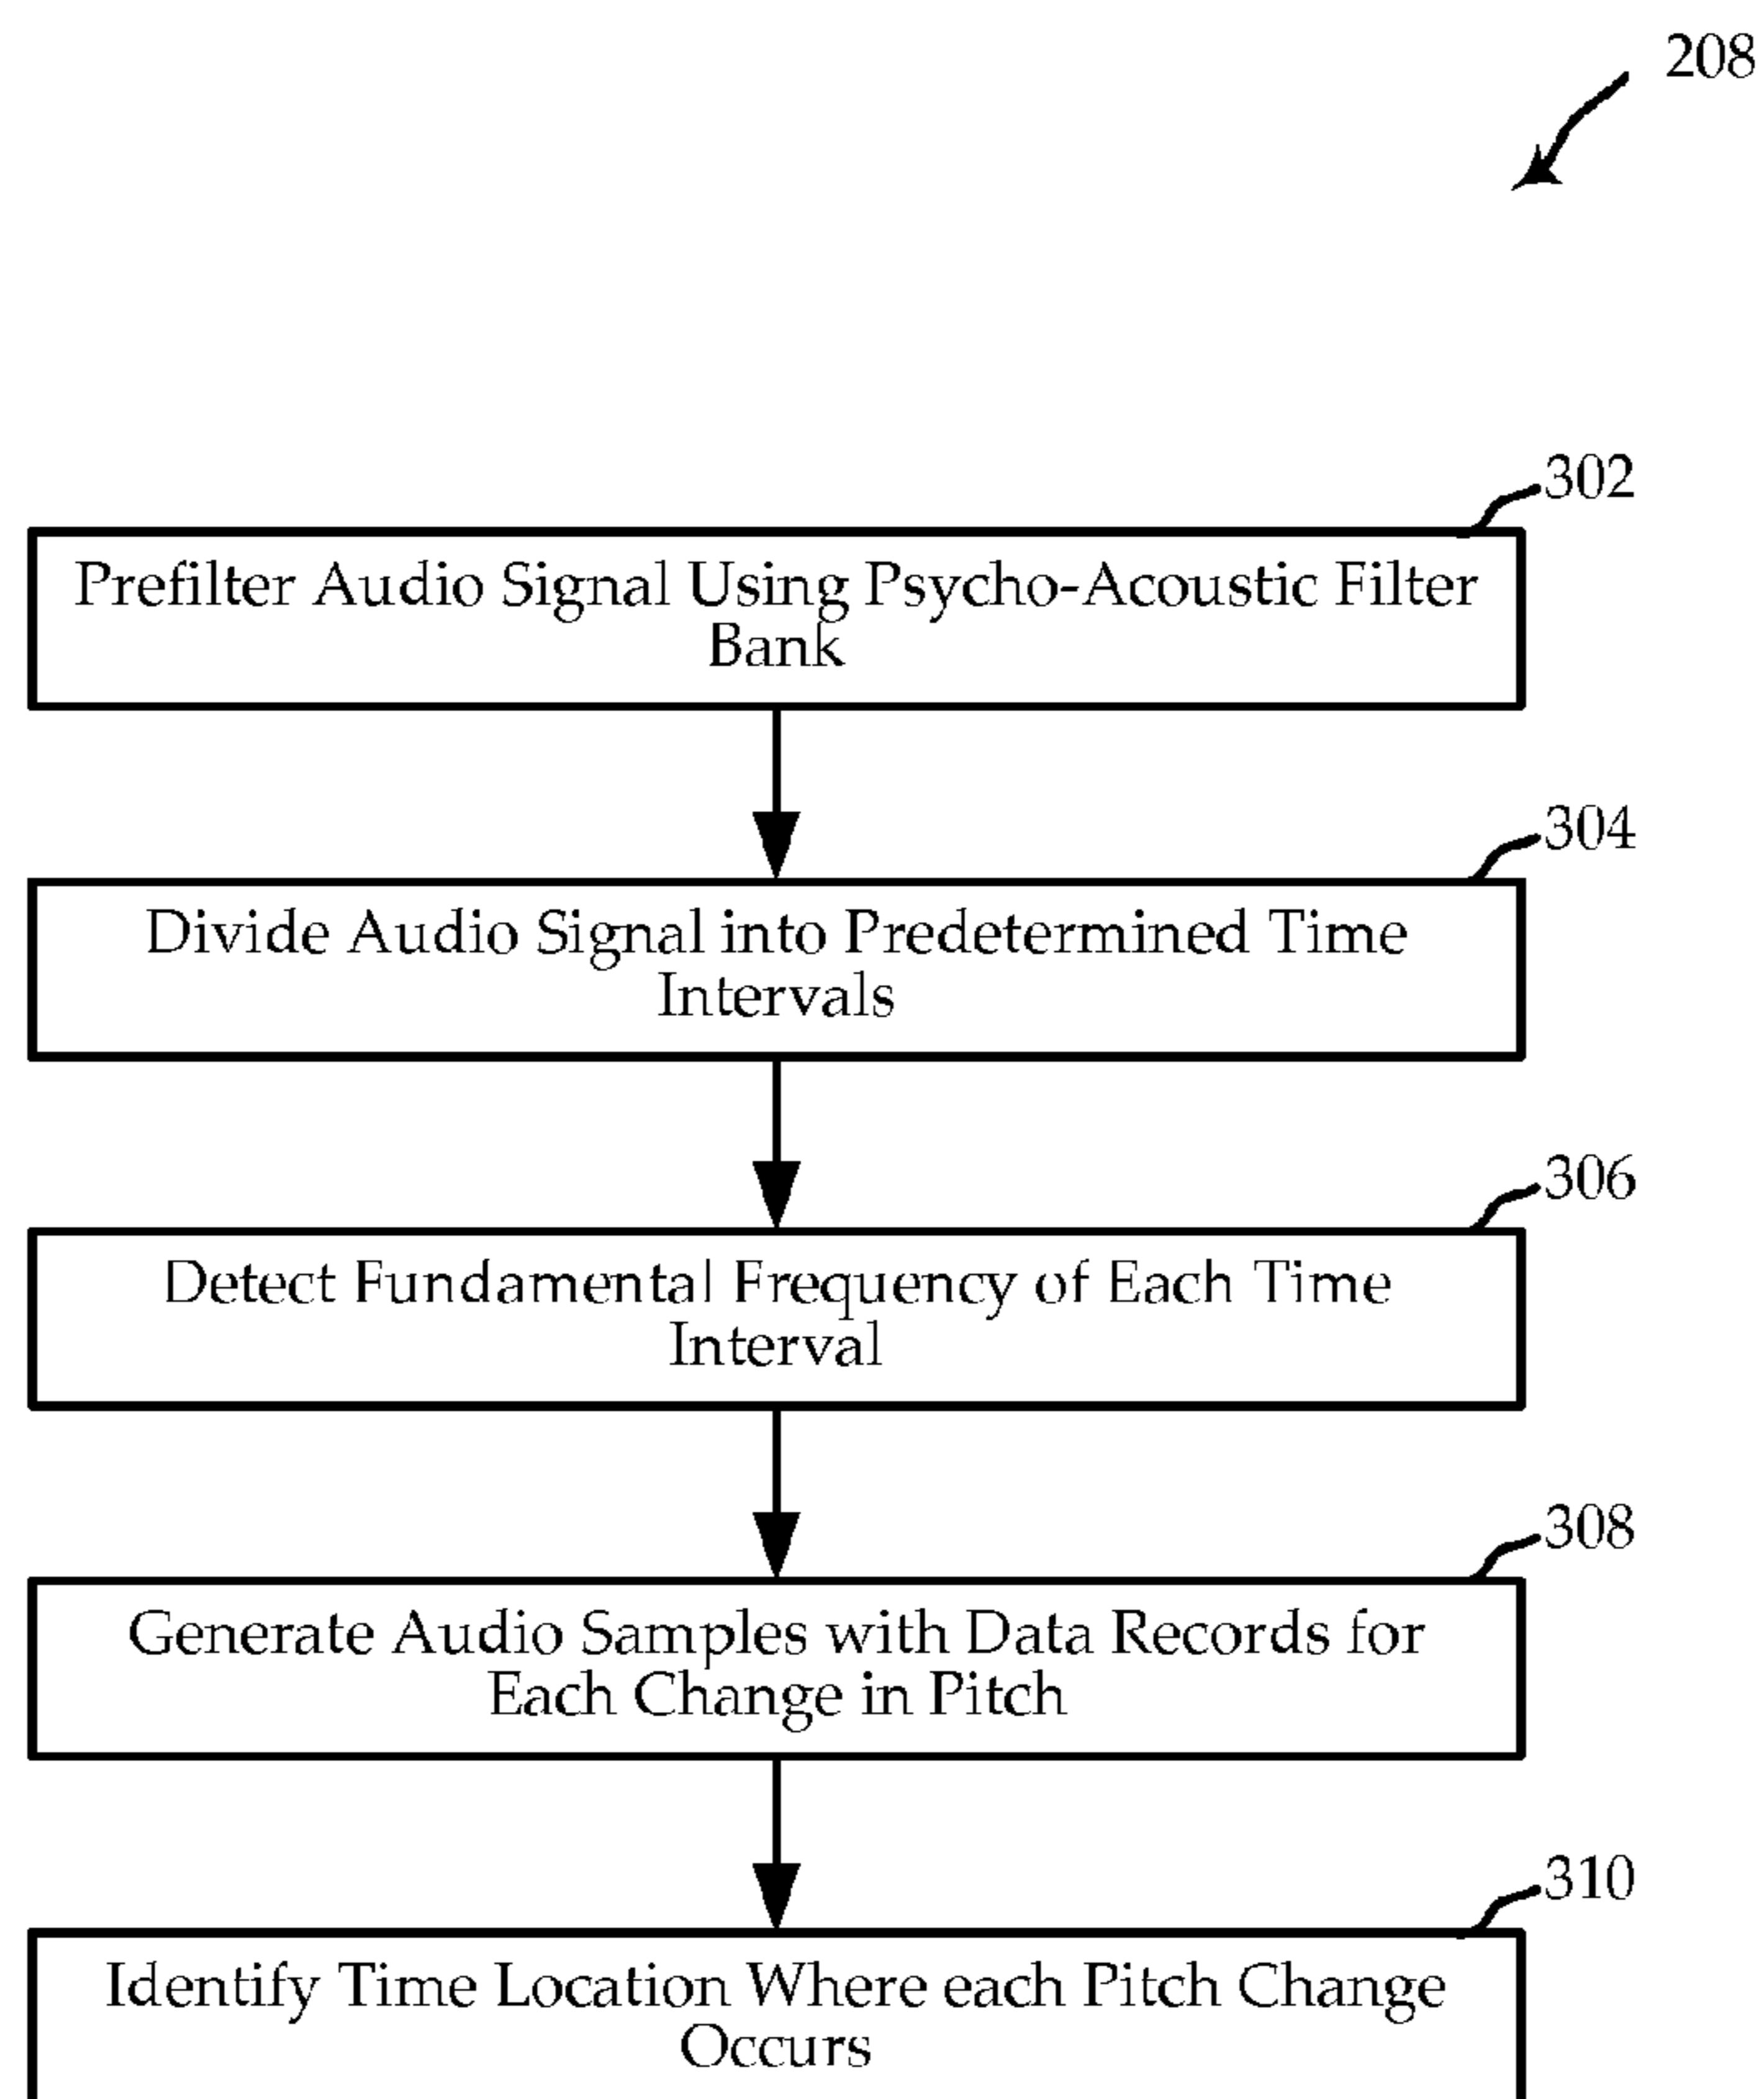 208
302
Prefilter Audio Signal Using Psycho-Acoustic Filter
Bank
304
Divide Audio Signal into Predetermined Time
Intervals
306
Detect Fundamental Frequency of Each Time
Interval
308
Generate Audio Samples with Data Records for
Each Change in Pitch
310
Identify Time Location Where each Pitch Change
Occurs